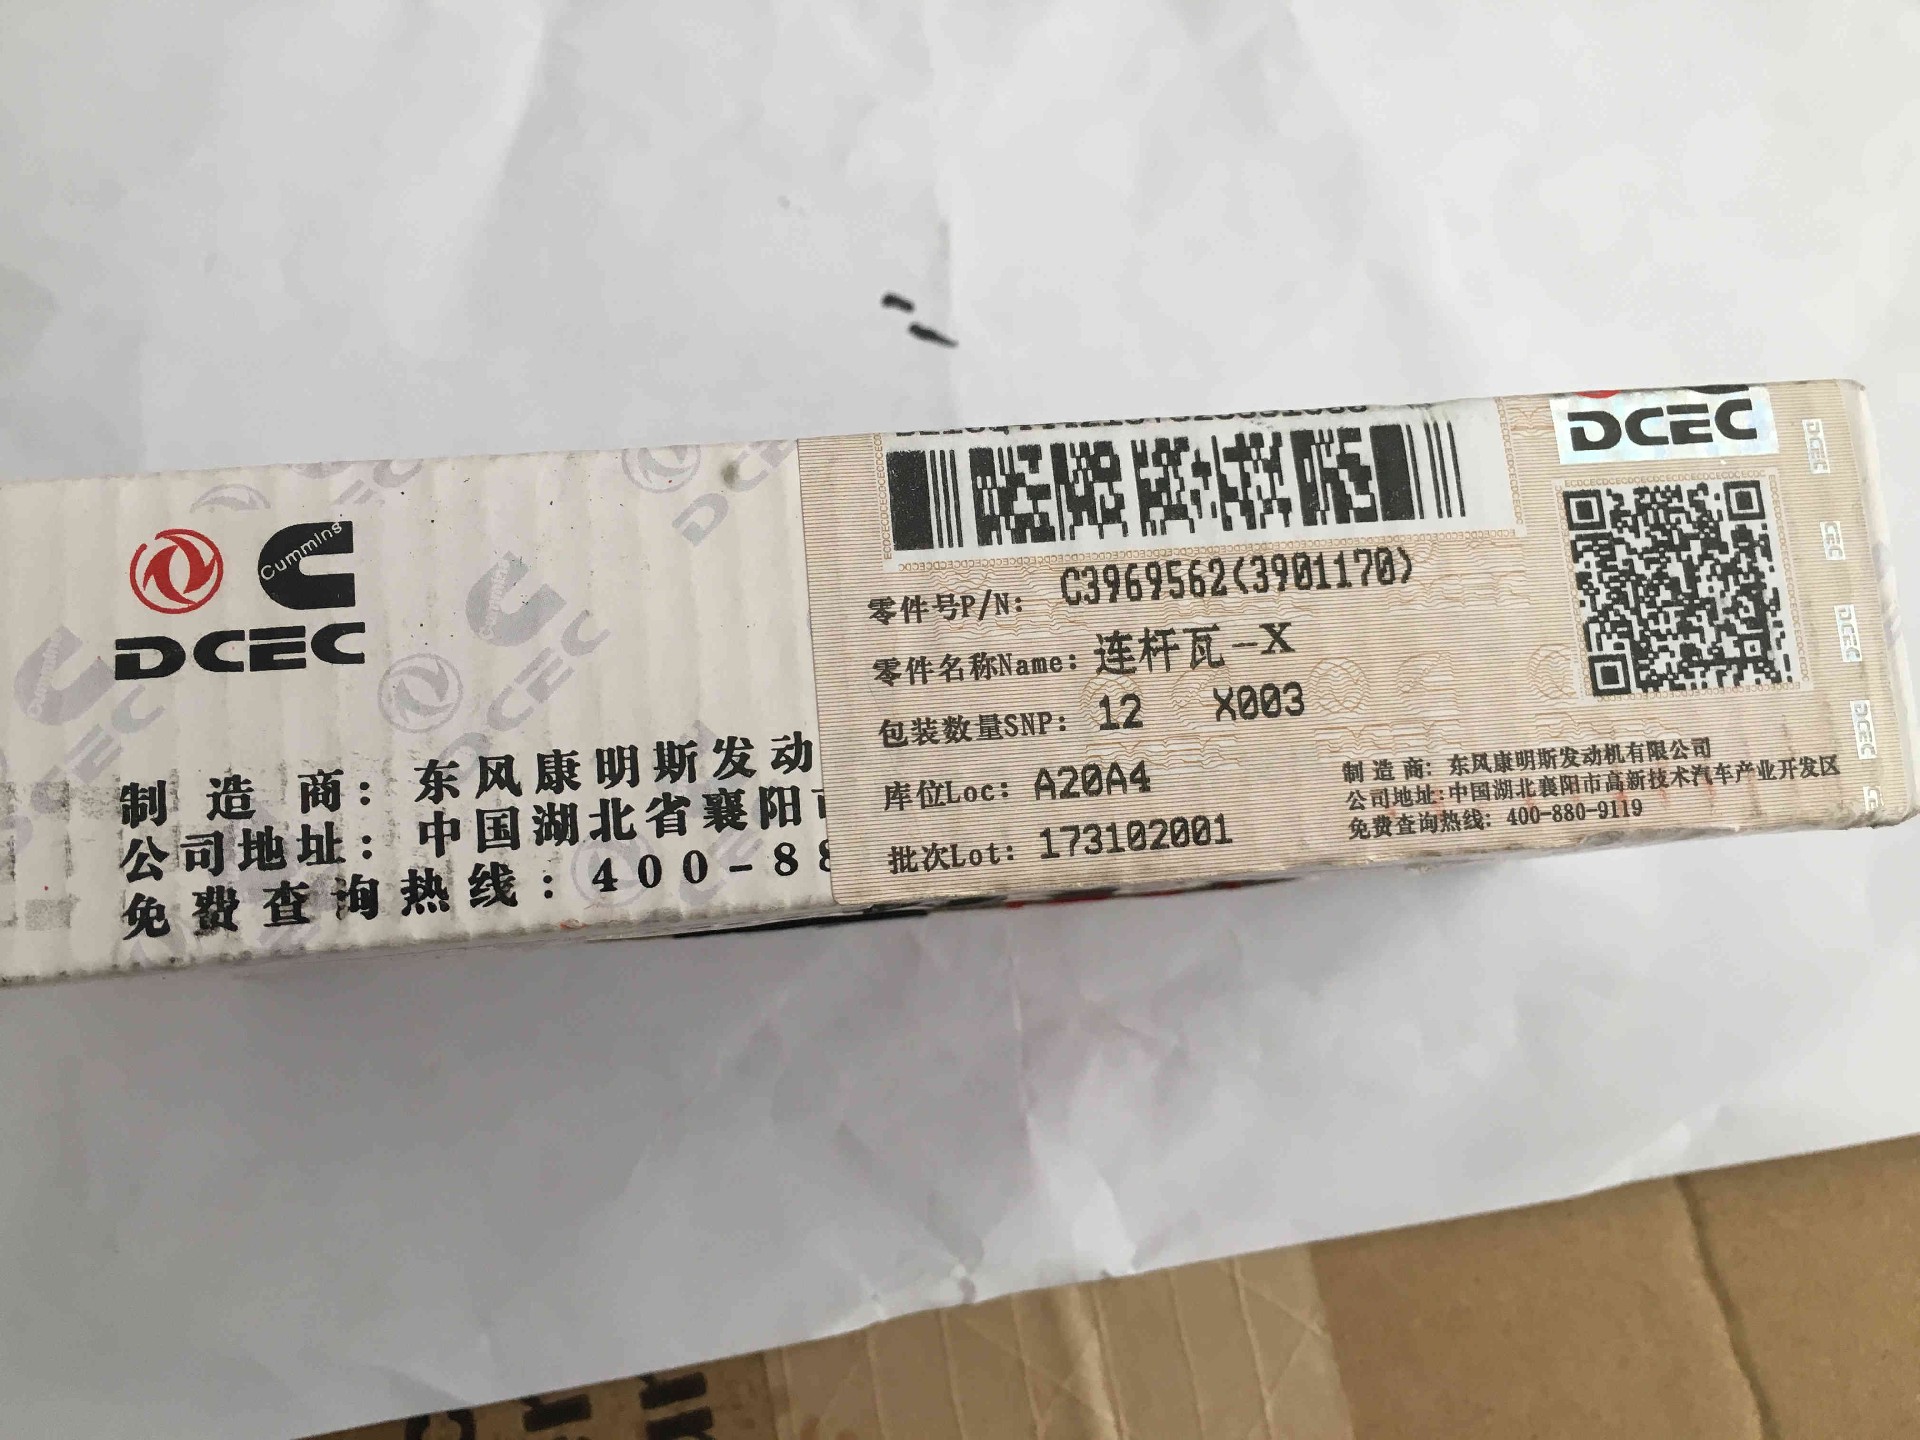 Cummins
DCEC
制造商：东风康明斯发动
公司地址：中国湖北省襄阳
免费查询热线：400-88
DCEC
零件号P/N: C3969562(3901170)
零件名称Name: 连杆瓦-X
包装数量SNP: 12 X003
库位Loc: A20A4
批次Lot: 173102001
制造商: 东风康明斯发动机有限公司
公司地址:中国湖北襄阳市高新技术汽车产业开发区
免费查询热线: 400-880-9119